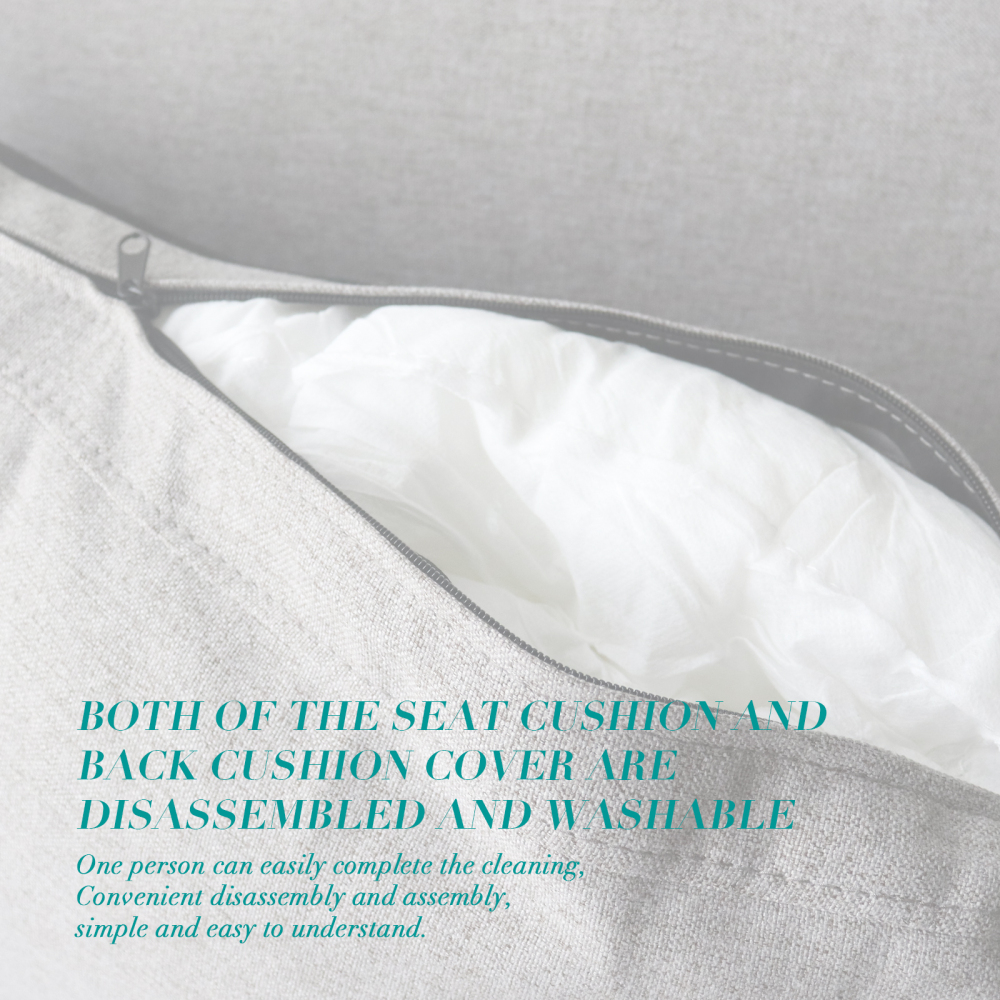 BOTH OF THE SEAT CUSHION AND
BACK CUSHION COVER ARE
DISASSEMBLED AND WASHABLE
One person can easily complete the cleaning,
Convenient disassembly and assembly,
simple and easy to understand.